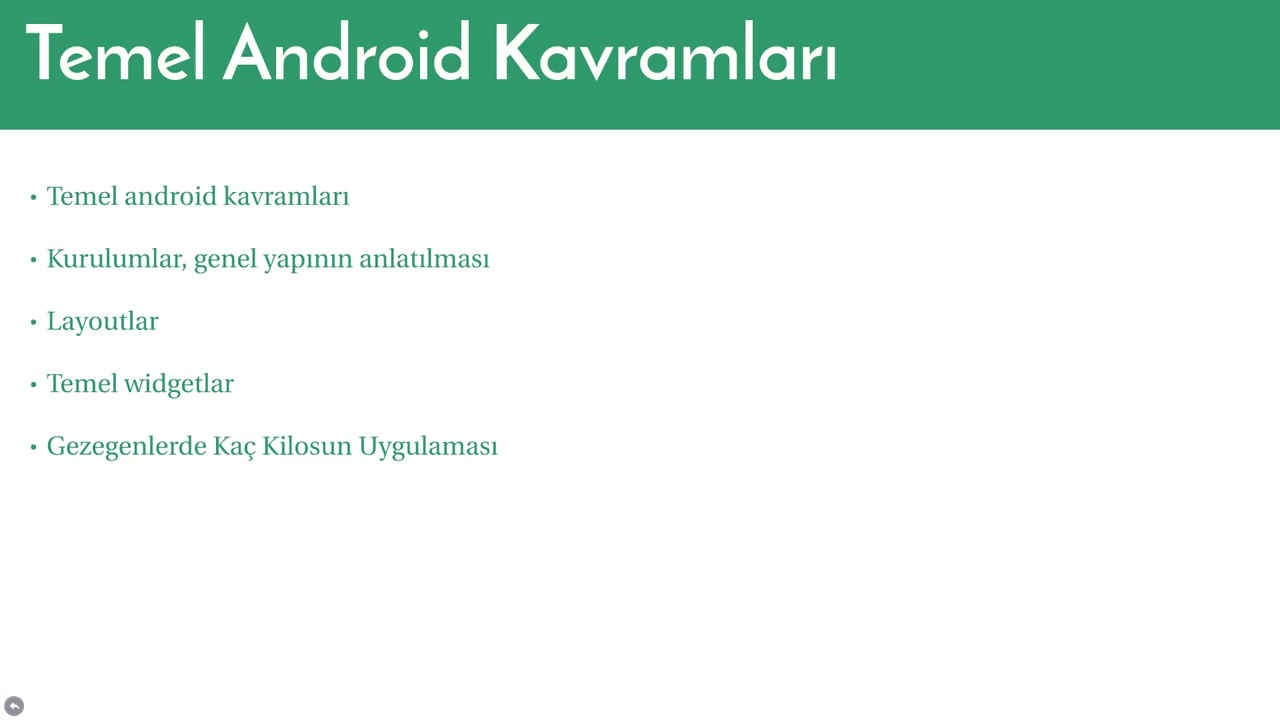 Temel Android Kavramları
• Temel android kavramları
• Kurulumlar, genel yapının anlatılması
• Layoutlar
• Temel widgetlar
• Gezegenlerde Kaç Kilosun Uygulaması